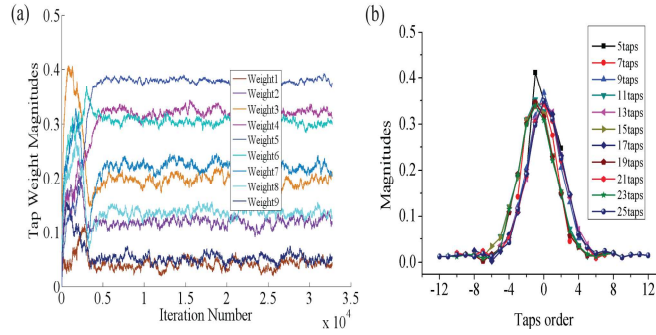 (a)
0.5
0.4
0.3
0.2
0.1
0
Tap Weight Magnitudes
0
0.5
1
1.5
2
2.5
3
3.5
x 10⁴
Iteration Number
Weight1
Weight2
Weight3
Weight4
Weight5
Weight6
Weight7
Weight8
Weight9
(b)
0.5
0.4
0.3
0.2
0.1
0.0
Magnitudes
-12
-8
-4
0
4
8
12
Taps order
5taps
7taps
9taps
11taps
13taps
15taps
17taps
19taps
21taps
23taps
25taps